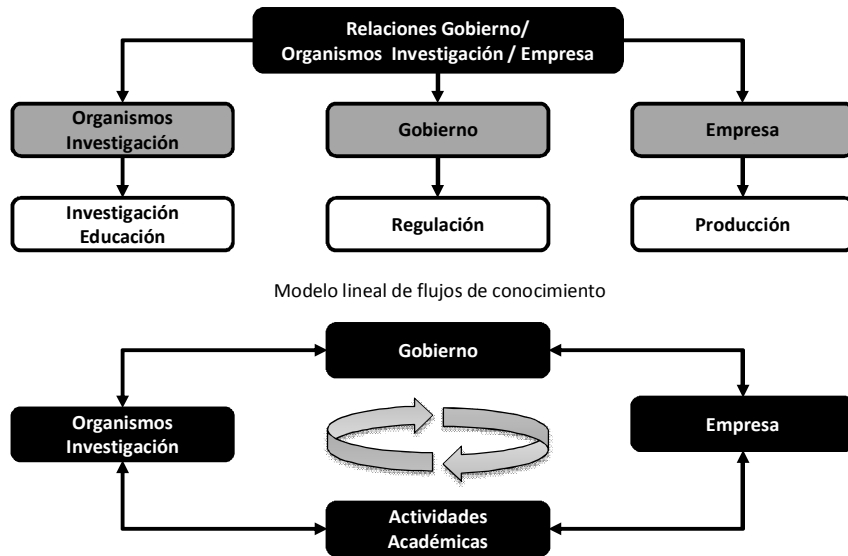 Relaciones Gobierno/
Organismos Investigación / Empresa
Organismos
Investigación
Gobierno
Empresa
Investigación
Educación
Regulación
Producción
Modelo lineal de flujos de conocimiento
Gobierno
Organismos
Investigación
Empresa
Actividades
Académicas